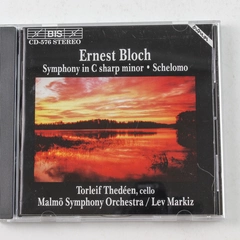 BIS
CD-576 STEREO
Ernest Bloch
Symphony in C sharp minor • Schelomo
Torleif Thedéen, cello
Malmö Symphony Orchestra / Lev Markiz